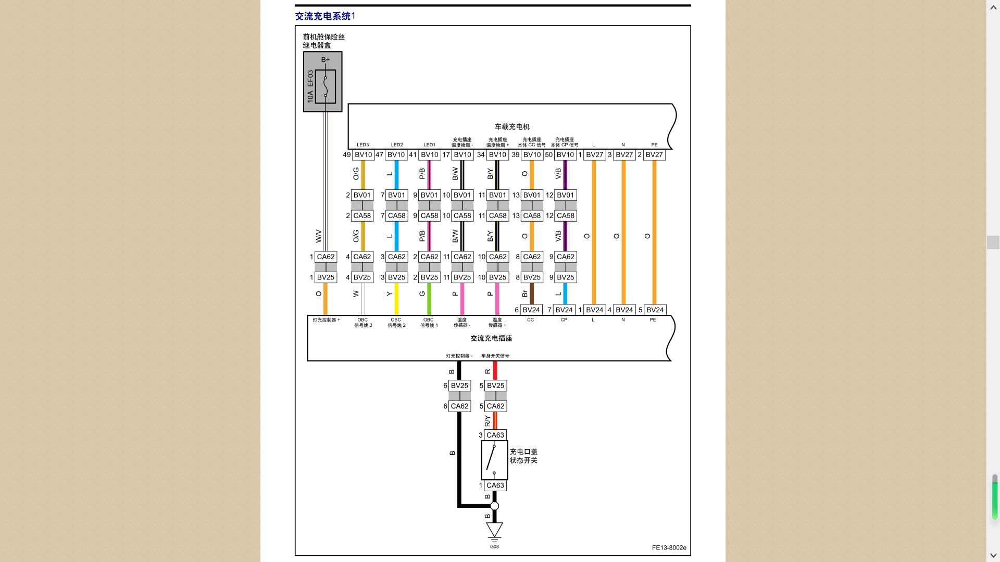 交流充电系统1
前机舱保险丝
继电器盒
B+
10A EF03
车载充电机
LED3 LED2 LED1 充电插座 充电插座 充电插座 充电插座 L N PE
温度检测 - 温度检测 + 本体 CC 信号 本体 CP 信号
49 BV10 47 BV10 41 BV10 17 BV10 34 BV10 39 BV10 50 BV10 1 BV27 3 BV27 2 BV27
O/G L P/B B/W B/Y O V/B
2 BV01 7 BV01 9 BV01 10 BV01 11 BV01 13 BV01 12 BV01
2 CA58 7 CA58 9 CA58 10 CA58 11 CA58 13 CA58 12 CA58
W/V O/G L P/B B/W B/Y O V/B O O O
1 CA62 4 CA62 3 CA62 2 CA62 11 CA62 10 CA62 8 CA62 9 CA62
1 BV25 4 BV25 3 BV25 2 BV25 11 BV25 10 BV25 8 BV25 9 BV25
O W Y G P P Br L
6 BV24 7 BV24 1 BV24 4 BV24 5 BV24
灯光控制器 + OBC OBC OBC 温度 温度 CC CP L N PE
信号线 3 信号线 2 信号线 1 传感器 - 传感器 +
交流充电插座
灯光控制器 - 车身开关信号
B R
6 BV25 5 BV25
6 CA62 5 CA62
R/Y
3 CA63
B
充电口盖
状态开关
1 CA63
B
B
G08
FE13-8002e